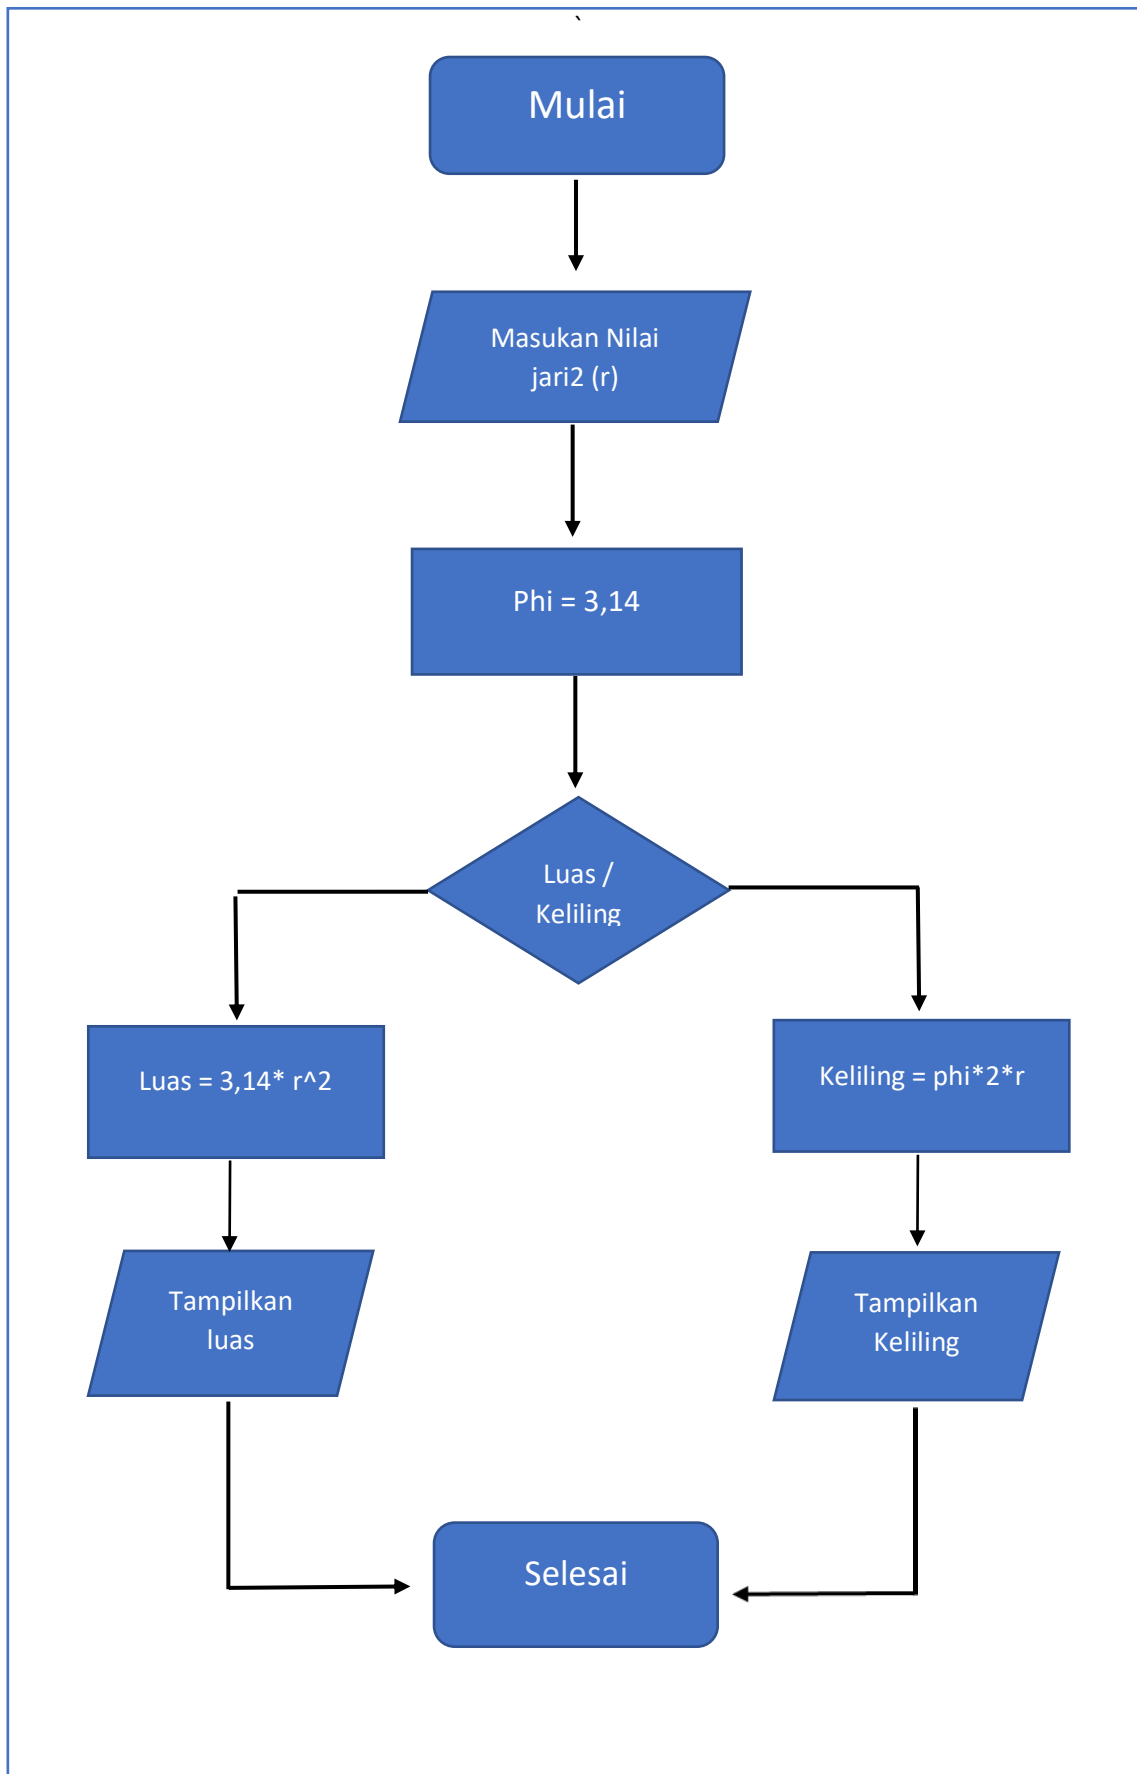 `
Mulai
Masukan Nilai
jari2 (r)
Phi = 3,14
Luas /
Keliling
Luas = 3,14* r^2
Keliling = phi*2*r
Tampilkan
luas
Tampilkan
Keliling
Selesai